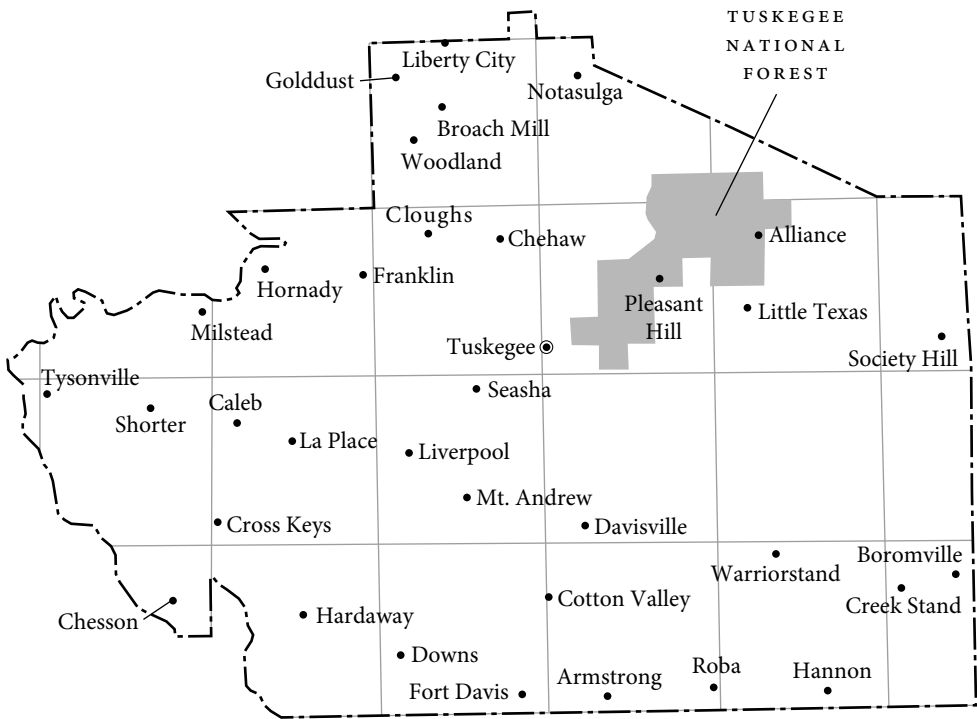 TUSKEGEE
NATIONAL
FOREST
Liberty City
Golddust
Notasulga
Broach Mill
Woodland
Cloughs
Chehaw
Alliance
Franklin
Hornady
Pleasant
Hill
Little Texas
Milstead
Tuskegee
Society Hill
Tysonville
Seasha
Caleb
Shorter
La Place
Liverpool
Mt. Andrew
Cross Keys
Davisville
Boromville
Warriorstand
Cotton Valley
Creek Stand
Chesson
Hardaway
Downs
Roba
Hannon
Armstrong
Fort Davis